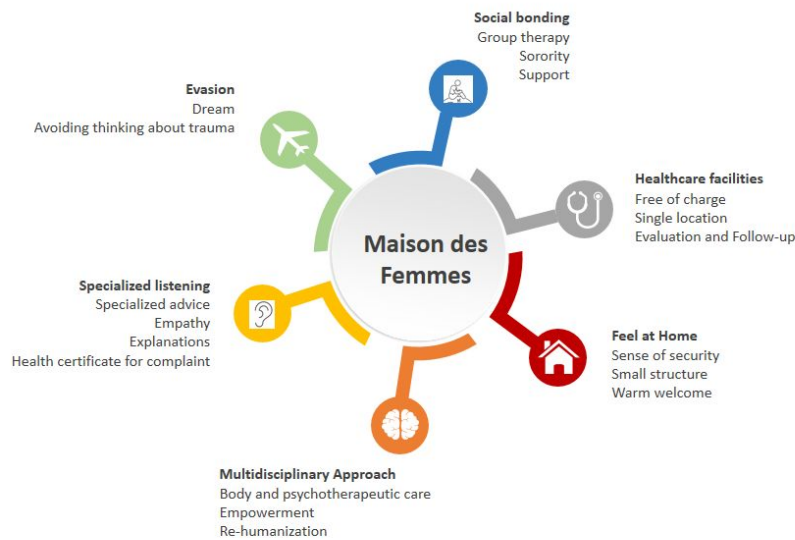 Social bonding
Group therapy
Sorority
Support
Evasion
Dream
Avoiding thinking about trauma
Healthcare facilities
Free of charge
Single location
Evaluation and Follow-up
Maison des
Femmes
Specialized listening
Specialized advice
Empathy
Explanations
Health certificate for complaint
Feel at Home
Sense of security
Small structure
Warm welcome
Multidisciplinary Approach
Body and psychotherapeutic care
Empowerment
Re-humanization